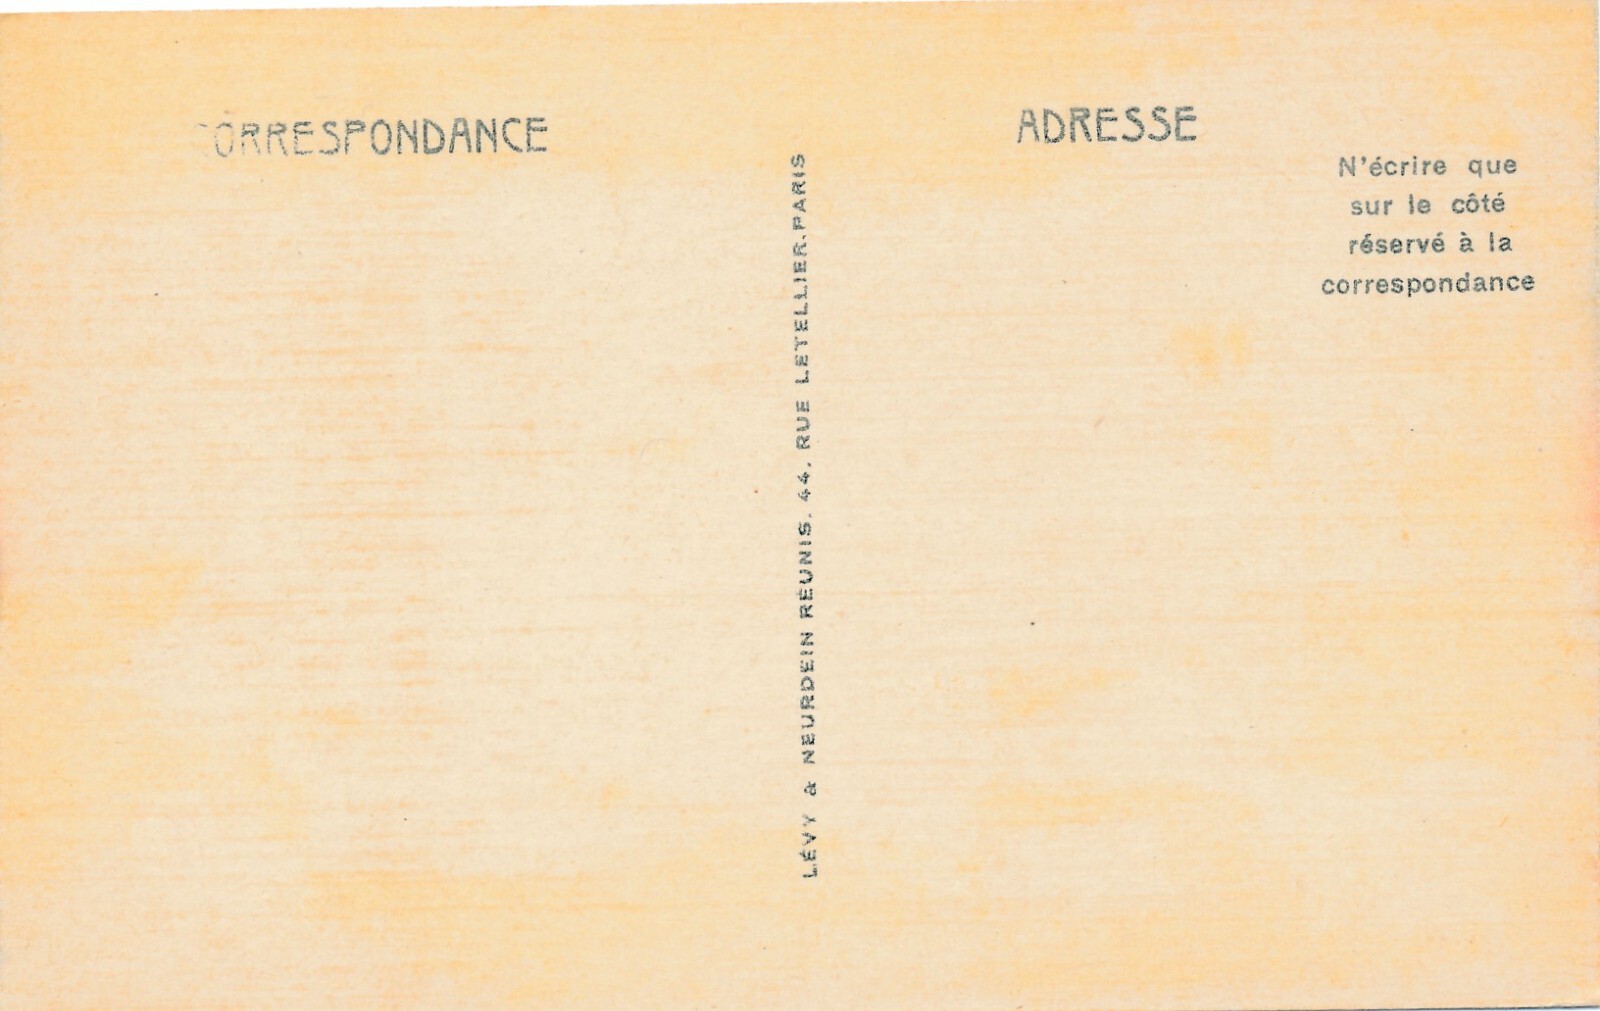 CORRESPONDANCE
ADRESSE
N'écrire que
sur le côté
réservé à la
correspondance
LÉVY & NEURDEIN RÉUNIS. 44, RUE LETELLIER.PARIS